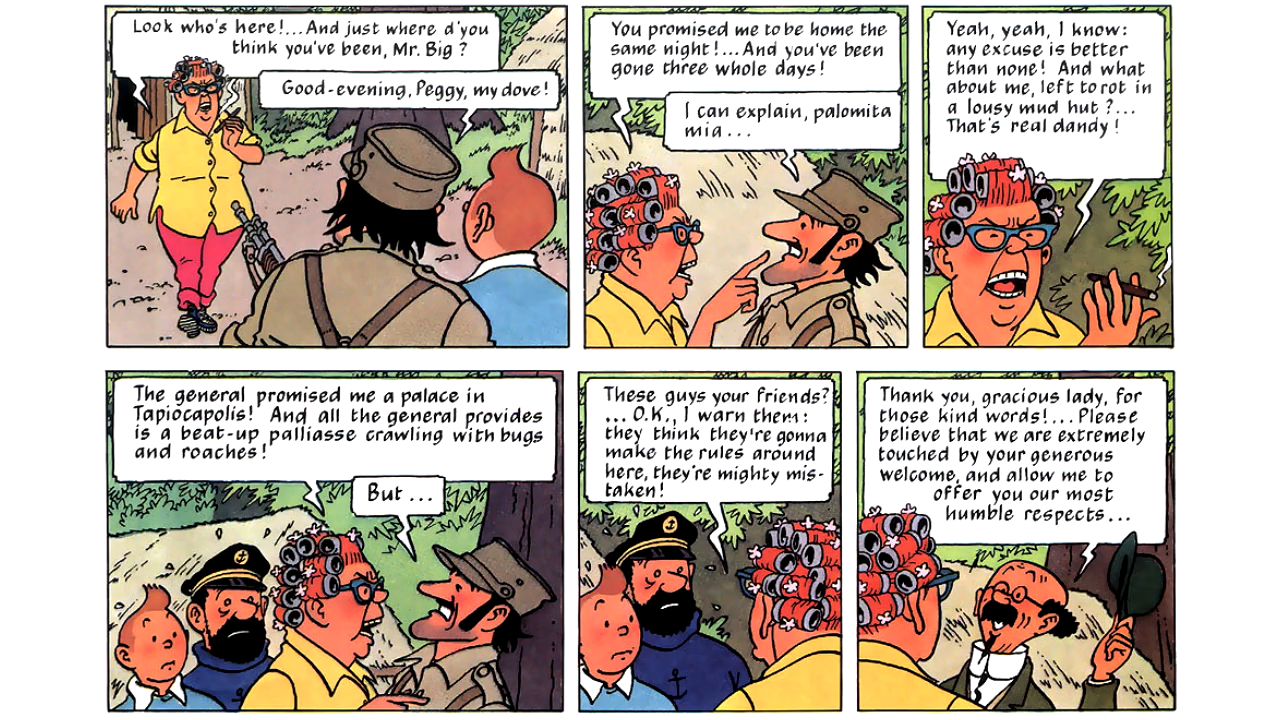 Look who's here!...And just where d'you
think you've been, Mr. Big?
Good-evening, Peggy, my dove!
You promised me to be home the
same night!...And you've been
gone three whole days!
I can explain, palomita
mia...
Yeah, yeah, I know:
any excuse is better
than none! And what
about me, left to rot in
a lousy mud hut?...
That's real dandy!
The general promised me a palace in
Tapiocapolis! And all the general provides
is a beat-up palliasse crawling with bugs
and roaches!
But...
These guys your friends?
...O.K., I warn them:
they think they're gonna
make the rules around
here, they're mighty mis-
taken!
Thank you, gracious lady, for
those kind words!...Please
believe that we are extremely
touched by your generous
welcome, and allow me to
offer you our most
humble respects...